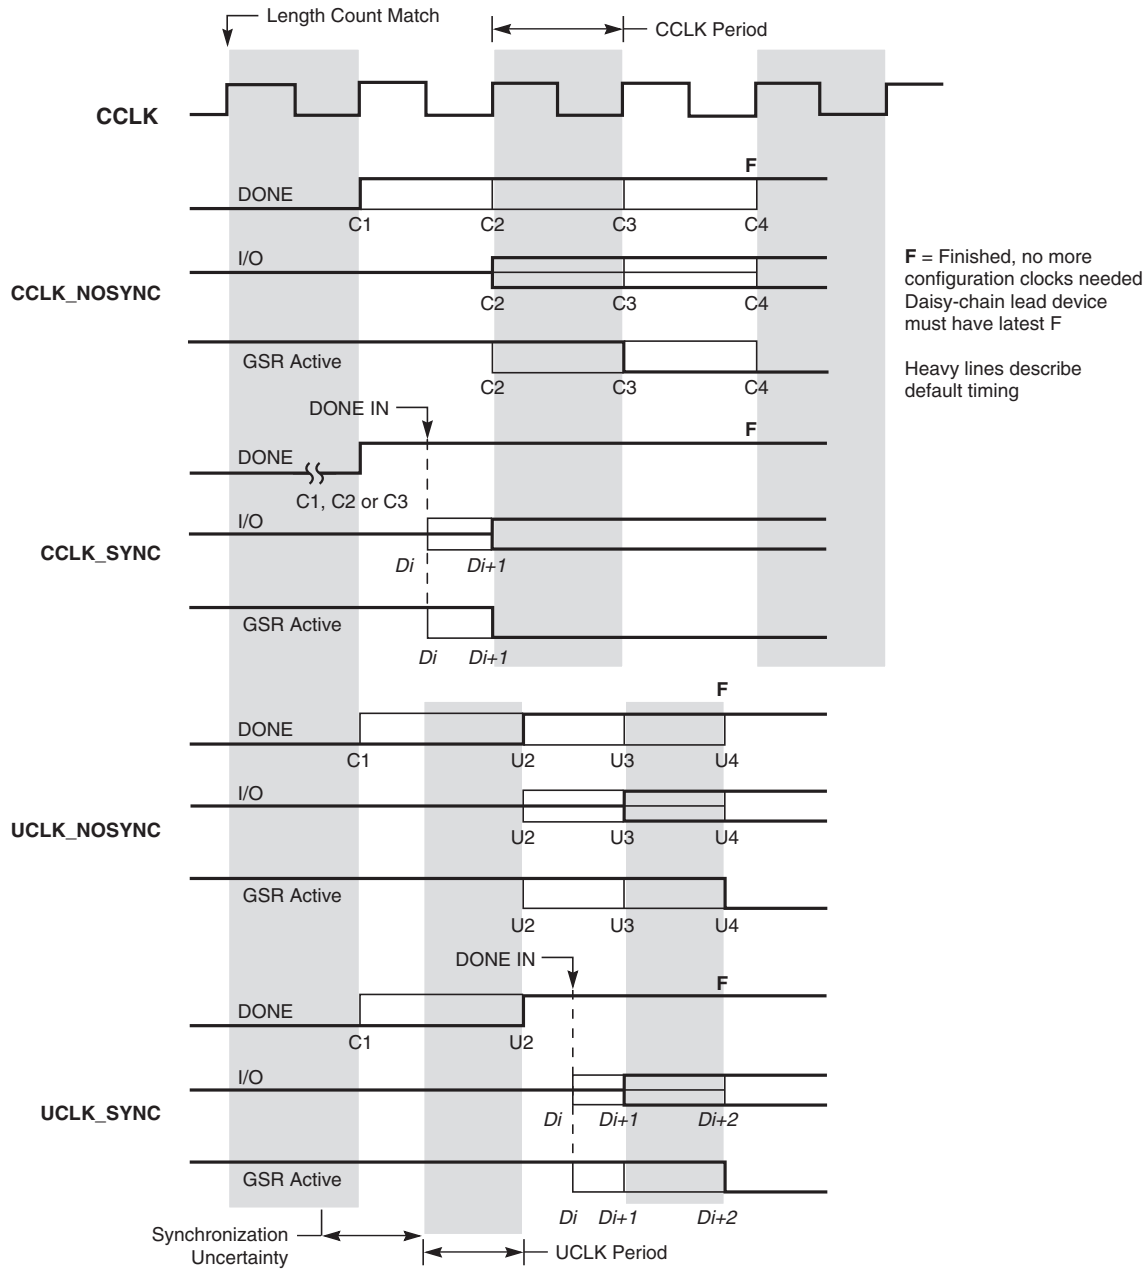 Length Count Match
CCLK Period
CCLK
F
DONE
C1 C2 C3 C4
I/O
CCLK_NOSYNC
C2 C3 C4
GSR Active
C2 C3 C4
F = Finished, no more
configuration clocks needed
Daisy-chain lead device
must have latest F
Heavy lines describe
default timing
DONE IN
F
DONE
C1, C2 or C3
I/O
CCLK_SYNC
Di Di+1
GSR Active
Di Di+1
F
DONE
C1 U2 U3 U4
I/O
UCLK_NOSYNC
U2 U3 U4
GSR Active
U2 U3 U4
DONE IN
F
DONE
C1 U2
I/O
UCLK_SYNC
Di Di+1 Di+2
GSR Active
Di Di+1 Di+2
Synchronization
Uncertainty
UCLK Period